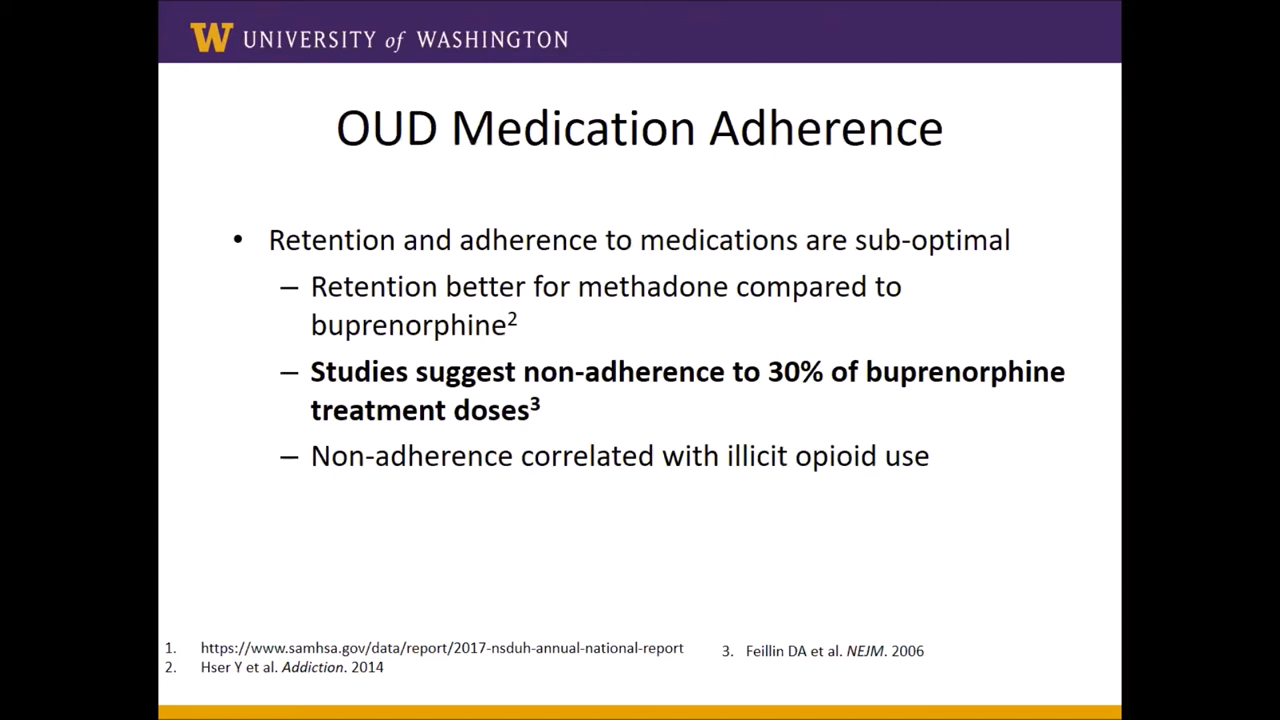 W UNIVERSITY of WASHINGTON
OUD Medication Adherence
• Retention and adherence to medications are sub-optimal
– Retention better for methadone compared to
buprenorphine2
– Studies suggest non-adherence to 30% of buprenorphine
treatment doses3
– Non-adherence correlated with illicit opioid use
1. https://www.samhsa.gov/data/report/2017-nsduh-annual-national-report
2. Hser Y et al. Addiction. 2014
3. Feillin DA et al. NEJM. 2006